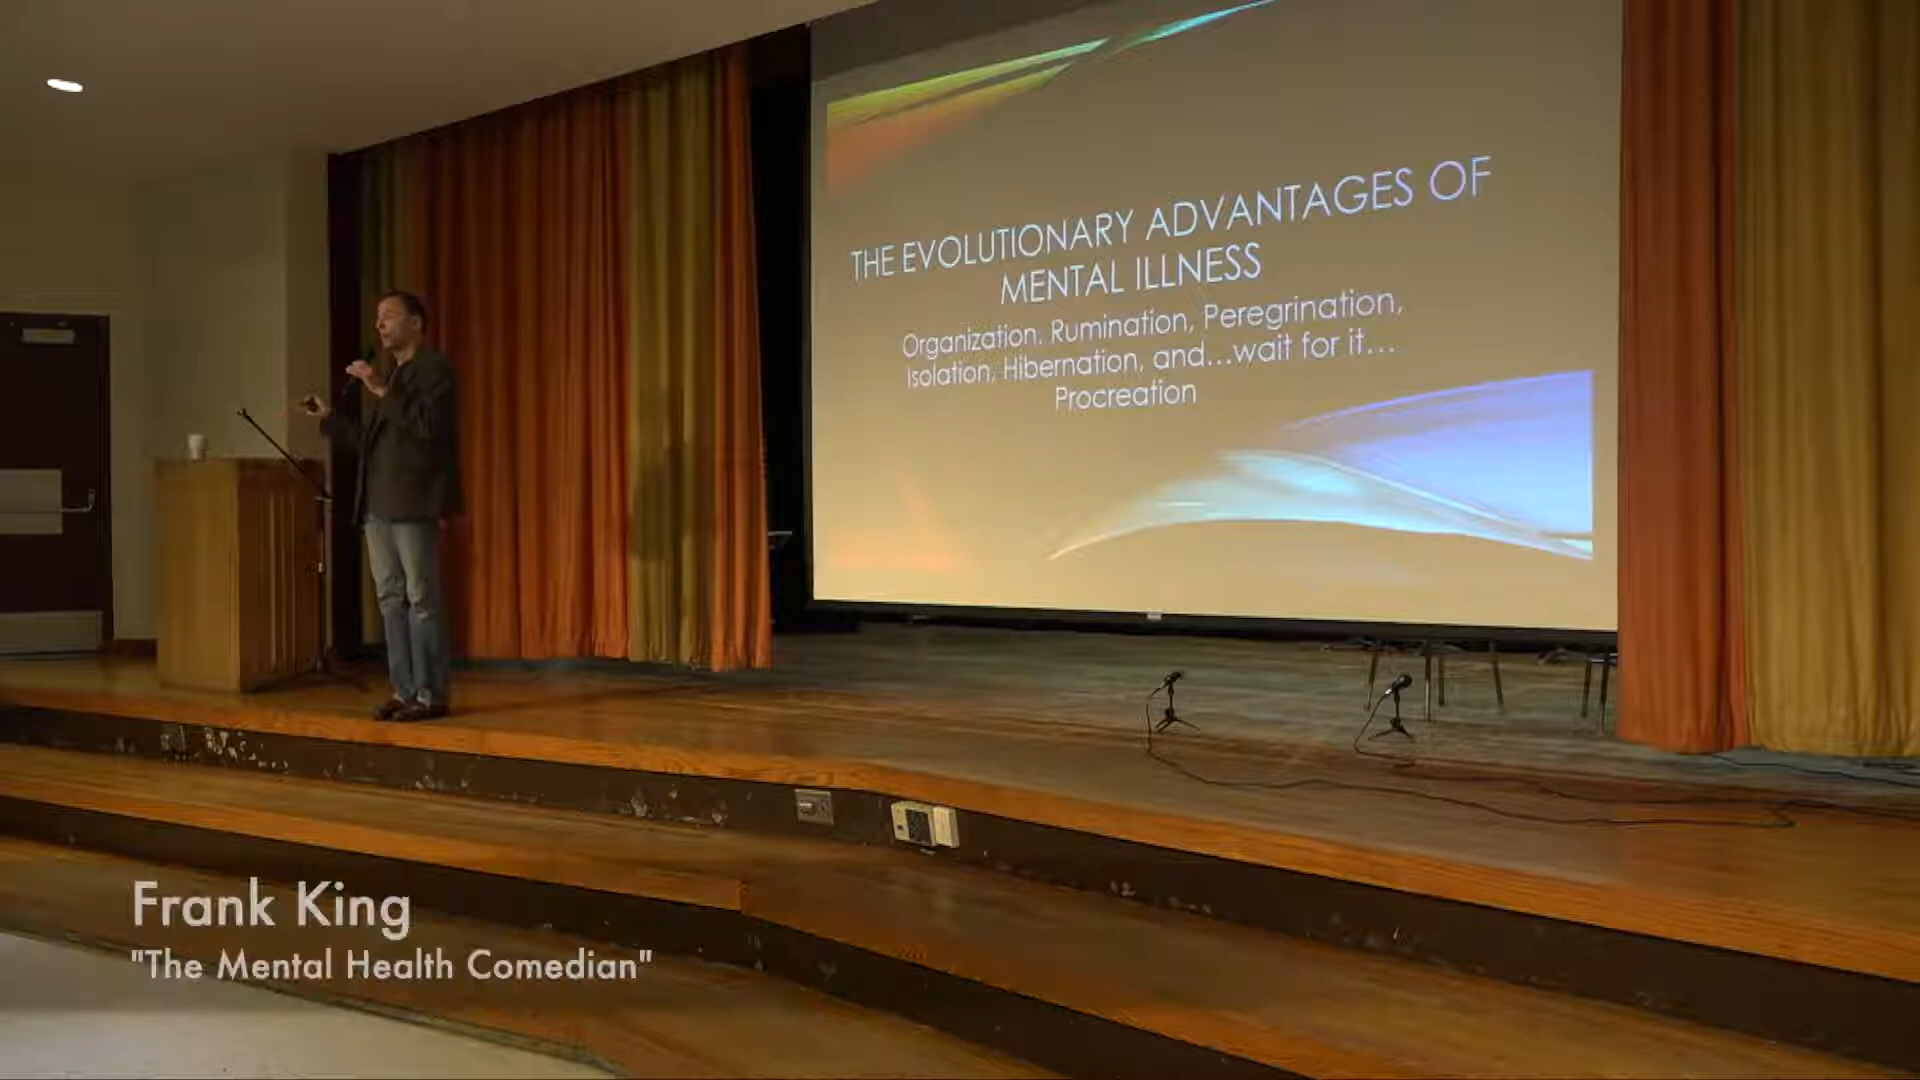 THE EVOLUTIONARY ADVANTAGES OF
MENTAL ILLNESS
Organization, Rumination, Peregrination,
Isolation, Hibernation, and...wait for it...
Procreation
Frank King
"The Mental Health Comedian"